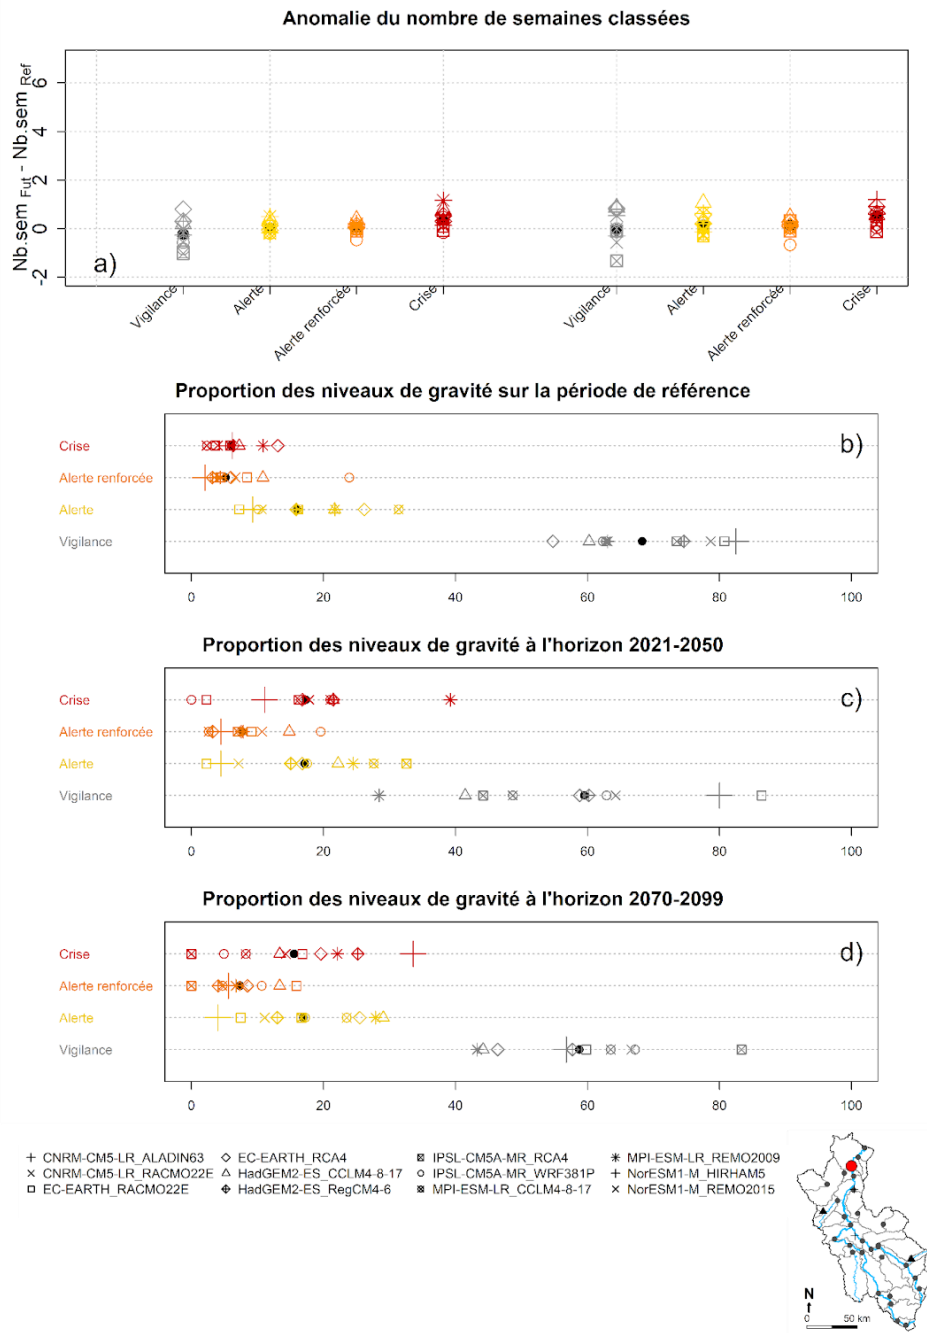 Anomalie du nombre de semaines classées
Nb.sem Fut - Nb.sem Ref
6
4
2
0
-2
a)
Vigilance
Alerte
Alerte renforcée
Crise
Vigilance
Alerte
Alerte renforcée
Crise
Proportion des niveaux de gravité sur la période de référence
b)
Crise
Alerte renforcée
Alerte
Vigilance
0 20 40 60 80 100
Proportion des niveaux de gravité à l'horizon 2021-2050
c)
Crise
Alerte renforcée
Alerte
Vigilance
0 20 40 60 80 100
Proportion des niveaux de gravité à l'horizon 2070-2099
d)
Crise
Alerte renforcée
Alerte
Vigilance
0 20 40 60 80 100
CNRM-CM5-LR_ALADIN63 EC-EARTH_RCA4 IPSL-CM5A-MR_RCA4 MPI-ESM-LR_REMO2009
CNRM-CM5-LR_RACMO22E HadGEM2-ES_CCLM4-8-17 IPSL-CM5A-MR_WRF381P NorESM1-M_HIRHAM5
EC-EARTH_RACMO22E HadGEM2-ES_RegCM4-6 MPI-ESM-LR_CCLM4-8-17 NorESM1-M_REMO2015
N
0 50 km